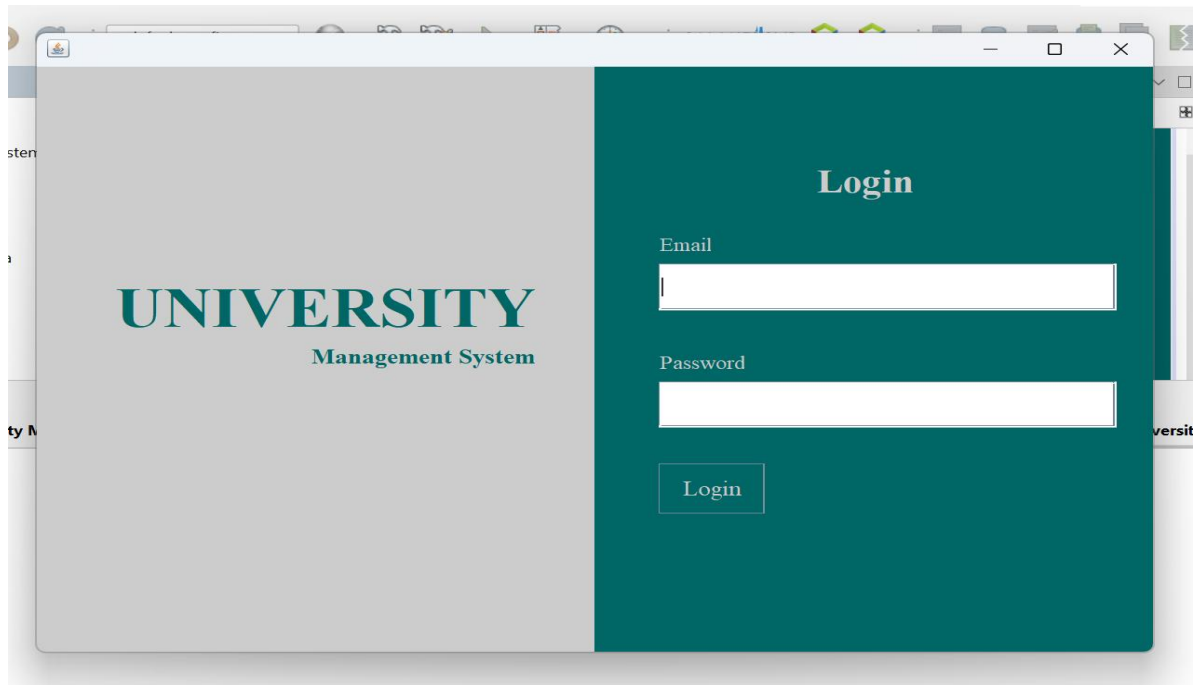 UNIVERSITY
Management System
Login
Email
Password
Login